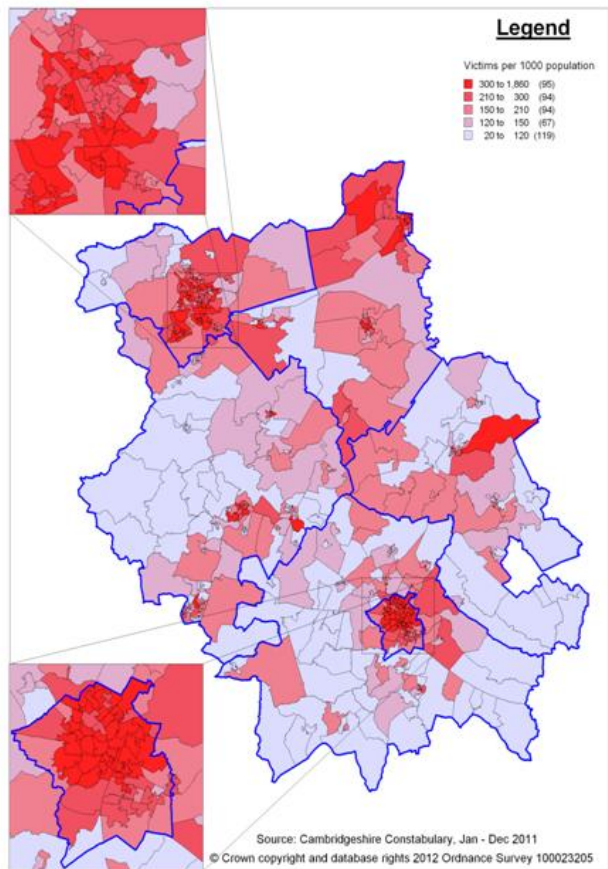 Legend
Victims per 1000 population
300 to 1,860 (95)
210 to 300 (94)
150 to 210 (94)
120 to 150 (67)
20 to 120 (119)
Source: Cambridgeshire Constabulary, Jan - Dec 2011
© Crown copyright and database rights 2012 Ordnance Survey 100023205